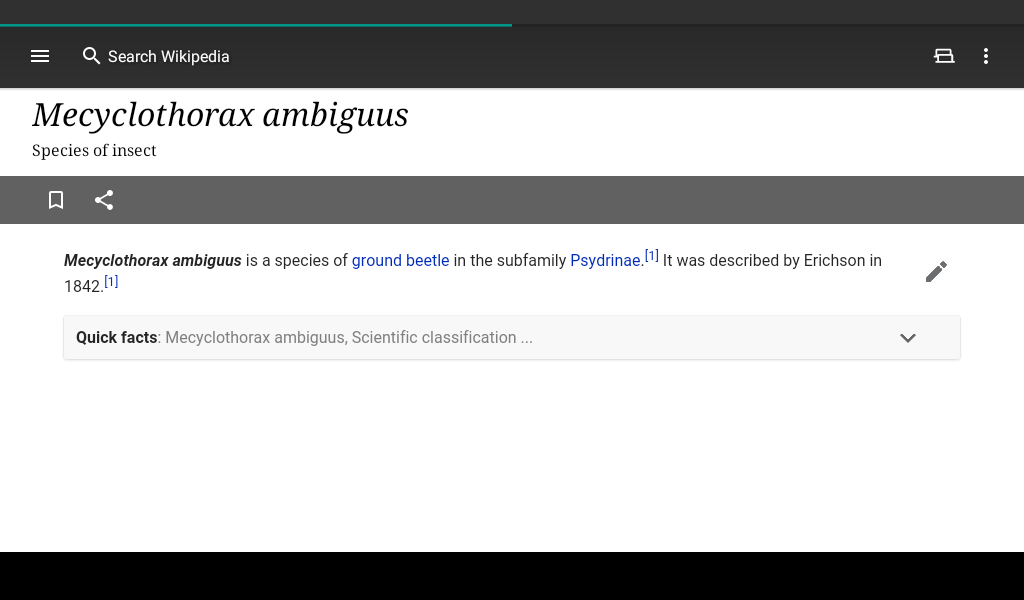 Search Wikipedia
Mecyclothorax ambiguus
Species of insect
Mecyclothorax ambiguus is a species of ground beetle in the subfamily Psydrinae.[1] It was described by Erichson in
1842.[1]
Quick facts: Mecyclothorax ambiguus, Scientific classification ...